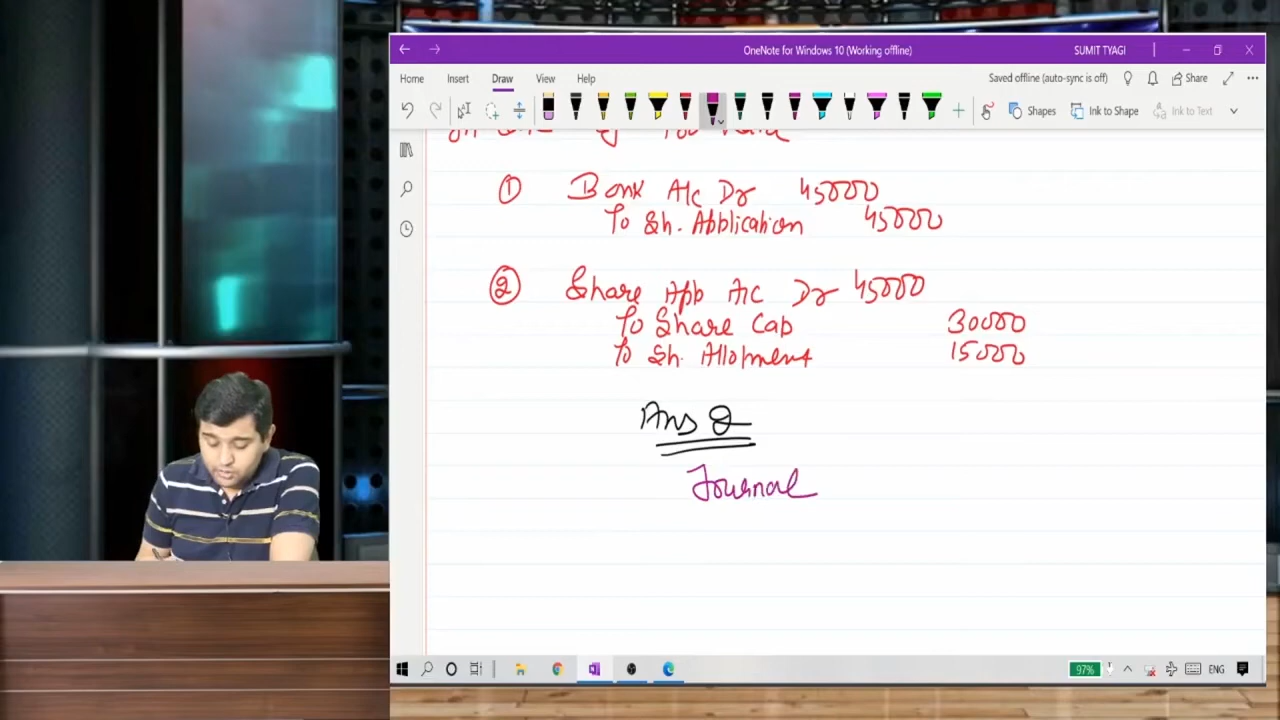 OneNote for Windows 10 (Working offline)
SUMIT TYAGI
Home Insert Draw View Help
Saved offline (auto-sync is off)
Share
Shapes
Ink to Shape
Ink to Text
① Bank A/c Dr 45000
To Sh. Application 45000
② Share App A/c Dr 45000
To Share Cap 30000
To Sh. Allotment 15000
Ans 2
Journal
97%
ENG